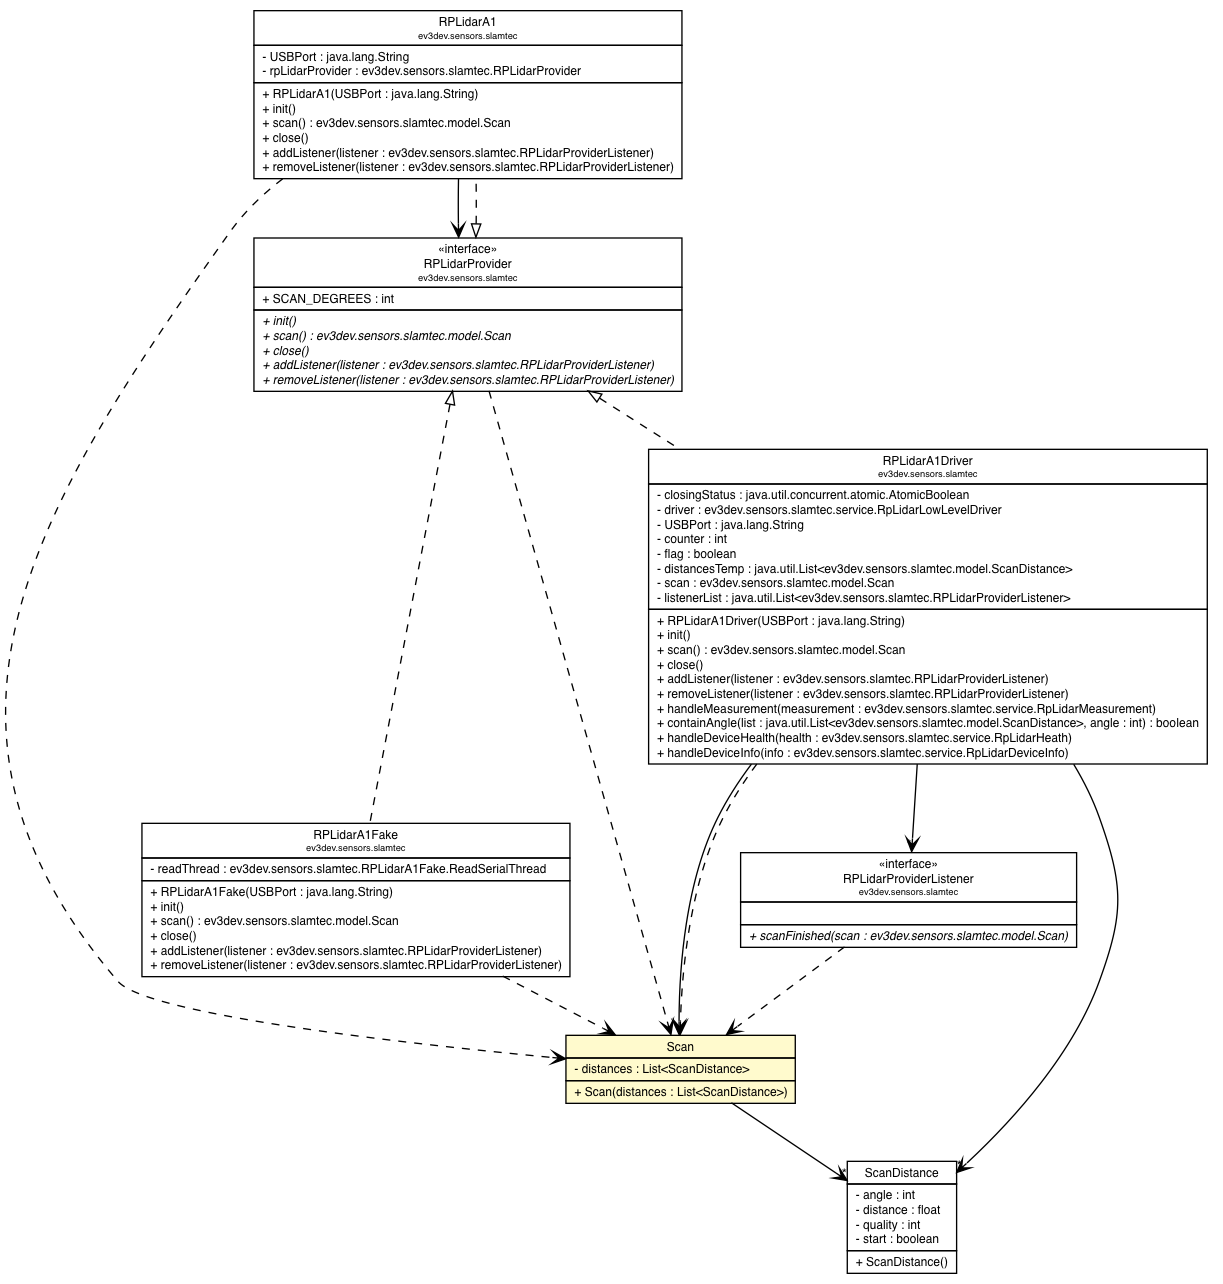 RPLidarA1
ev3dev.sensors.slamtec
- USBPort : java.lang.String
- rpLidarProvider : ev3dev.sensors.slamtec.RPLidarProvider
+ RPLidarA1(USBPort : java.lang.String)
+ init()
+ scan() : ev3dev.sensors.slamtec.model.Scan
+ close()
+ addListener(listener : ev3dev.sensors.slamtec.RPLidarProviderListener)
+ removeListener(listener : ev3dev.sensors.slamtec.RPLidarProviderListener)
«interface»
RPLidarProvider
ev3dev.sensors.slamtec
+ SCAN_DEGREES : int
+ init()
+ scan() : ev3dev.sensors.slamtec.model.Scan
+ close()
+ addListener(listener : ev3dev.sensors.slamtec.RPLidarProviderListener)
+ removeListener(listener : ev3dev.sensors.slamtec.RPLidarProviderListener)
RPLidarA1Driver
ev3dev.sensors.slamtec
- closingStatus : java.util.concurrent.atomic.AtomicBoolean
- driver : ev3dev.sensors.slamtec.service.RpLidarLowLevelDriver
- USBPort : java.lang.String
- counter : int
- flag : boolean
- distancesTemp : java.util.List<ev3dev.sensors.slamtec.model.ScanDistance>
- scan : ev3dev.sensors.slamtec.model.Scan
- listenerList : java.util.List<ev3dev.sensors.slamtec.RPLidarProviderListener>
+ RPLidarA1Driver(USBPort : java.lang.String)
+ init()
+ scan() : ev3dev.sensors.slamtec.model.Scan
+ close()
+ addListener(listener : ev3dev.sensors.slamtec.RPLidarProviderListener)
+ removeListener(listener : ev3dev.sensors.slamtec.RPLidarProviderListener)
+ handleMeasurement(measurement : ev3dev.sensors.slamtec.service.RpLidarMeasurement)
+ containAngle(list : java.util.List<ev3dev.sensors.slamtec.model.ScanDistance>, angle : int) : boolean
+ handleDeviceHealth(health : ev3dev.sensors.slamtec.service.RpLidarHeath)
+ handleDeviceInfo(info : ev3dev.sensors.slamtec.service.RpLidarDeviceInfo)
RPLidarA1Fake
ev3dev.sensors.slamtec
- readThread : ev3dev.sensors.slamtec.RPLidarA1Fake.ReadSerialThread
+ RPLidarA1Fake(USBPort : java.lang.String)
+ init()
+ scan() : ev3dev.sensors.slamtec.model.Scan
+ close()
+ addListener(listener : ev3dev.sensors.slamtec.RPLidarProviderListener)
+ removeListener(listener : ev3dev.sensors.slamtec.RPLidarProviderListener)
«interface»
RPLidarProviderListener
ev3dev.sensors.slamtec
+ scanFinished(scan : ev3dev.sensors.slamtec.model.Scan)
Scan
- distances : List<ScanDistance>
+ Scan(distances : List<ScanDistance>)
ScanDistance
- angle : int
- distance : float
- quality : int
- start : boolean
+ ScanDistance()